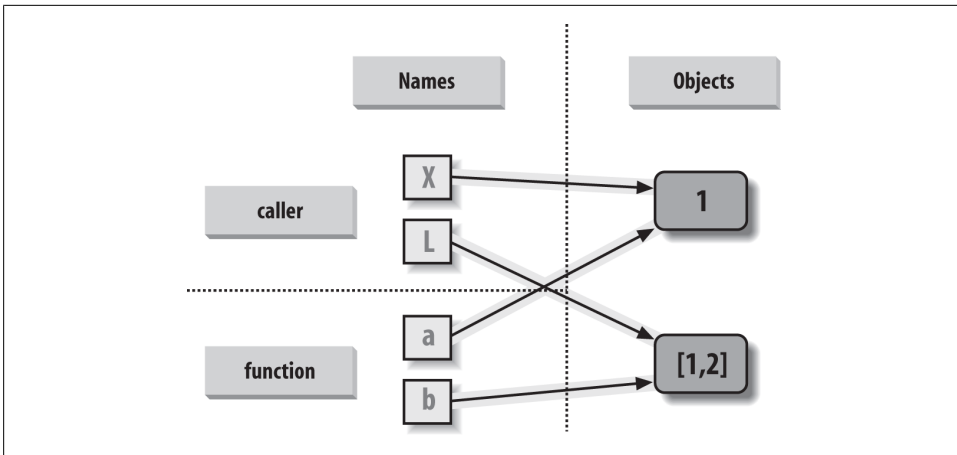 Names
Objects
caller
X
L
1
function
a
b
[1,2]